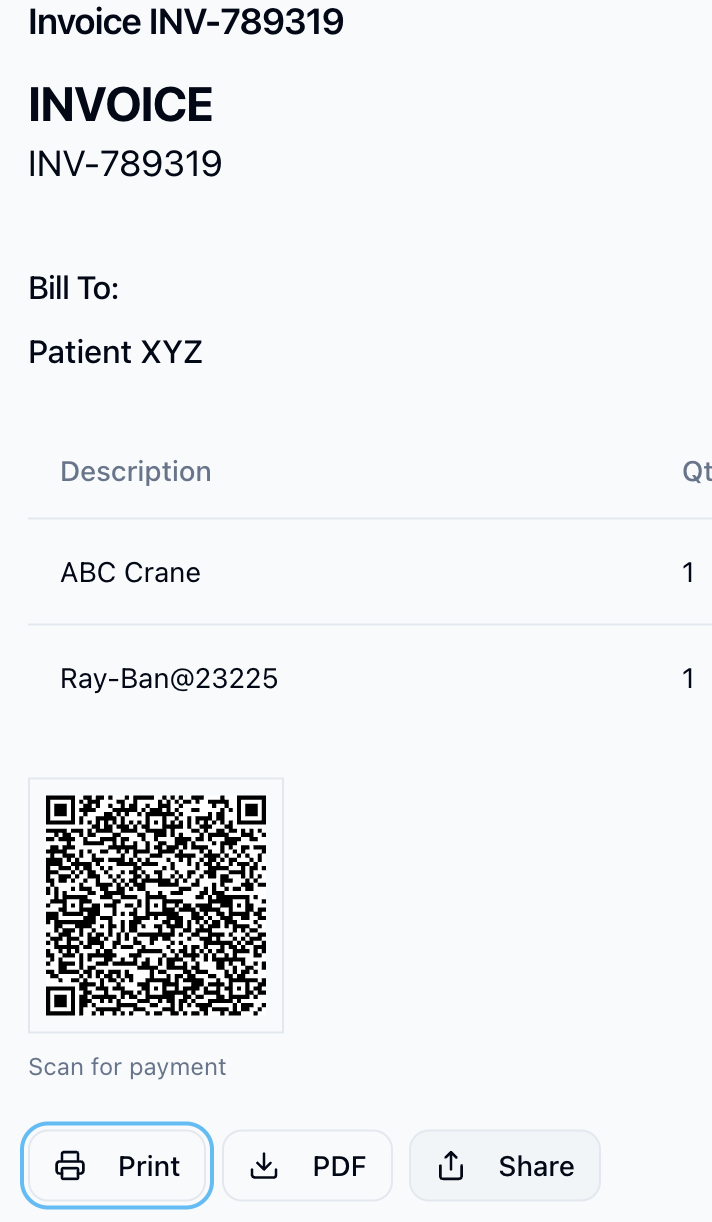 Invoice INV-789319
INVOICE
INV-789319
Bill To:
Patient XYZ
Description Qt
ABC Crane 1
Ray-Ban@23225 1
Scan for payment
Print PDF Share